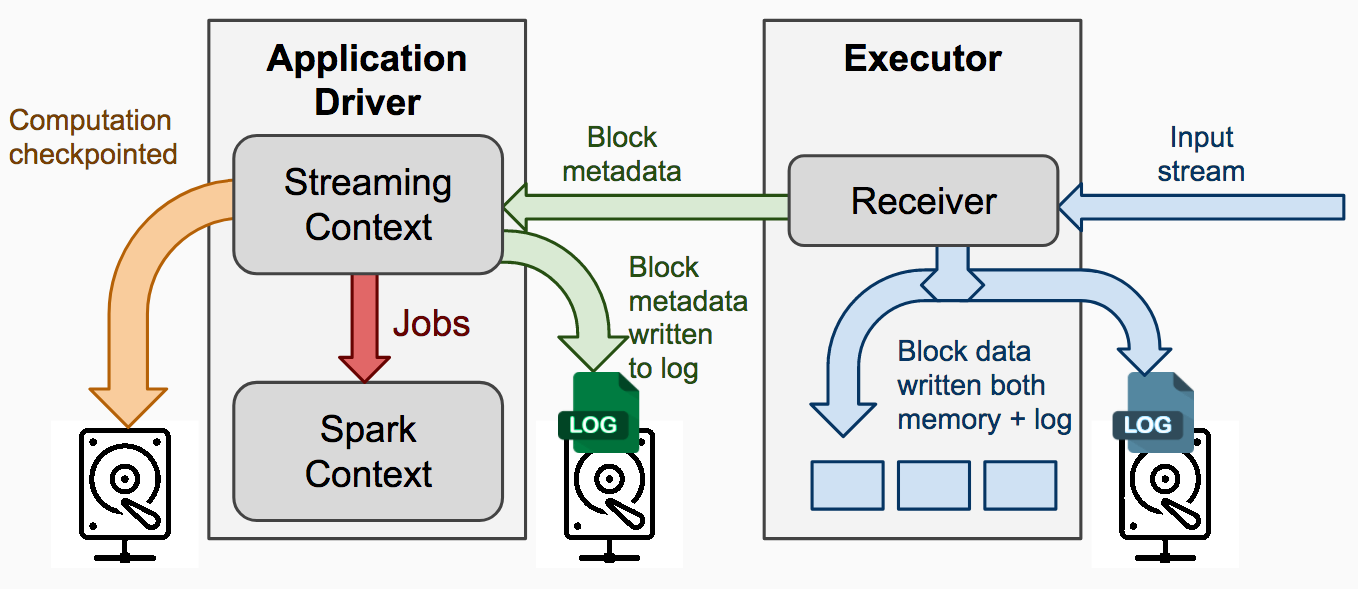 Application
Driver
Executor
Computation
checkpointed
Streaming
Context
Block
metadata
Receiver
Input
stream
Jobs
Block
metadata
written
to log
Block data
written both
memory + log
Spark
Context
LOG
LOG